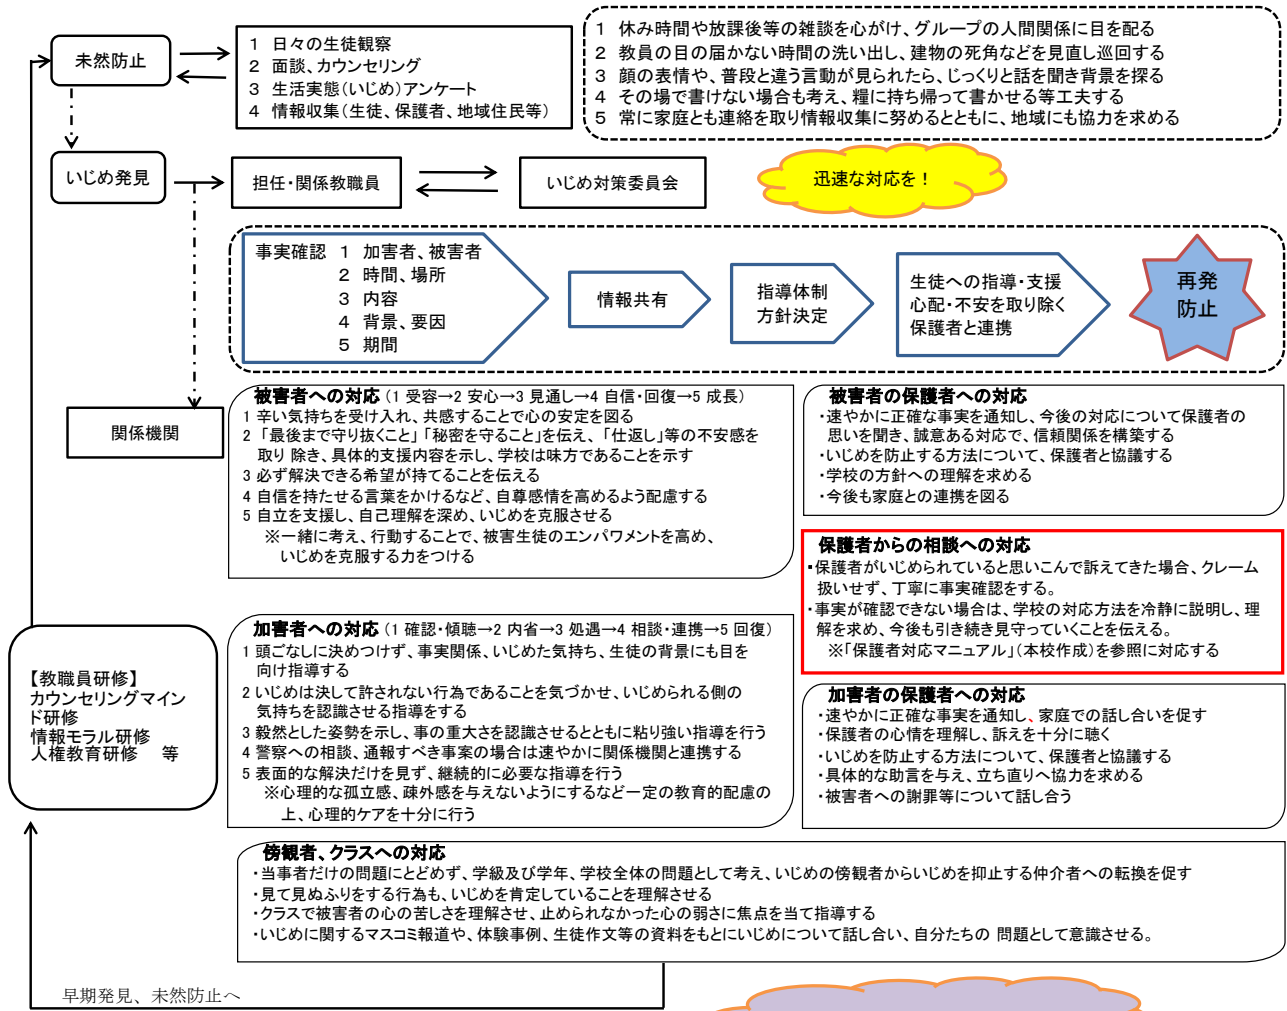 未然防止
1 日々の生徒観察
2 面談、カウンセリング
3 生活実態(いじめ)アンケート
4 情報収集(生徒、保護者、地域住民等)
1 休み時間や放課後等の雑談を心がけ、グループの人間関係に目を配る
2 教員の目の届かない時間の洗い出し、建物の死角などを見直し巡回する
3 顔の表情や、普段と違う言動が見られたら、じっくりと話を聞き背景を探る
4 その場で書けない場合も考え、糧に持ち帰って書かせる等工夫する
5 常に家庭とも連絡を取り情報収集に努めるとともに、地域にも協力を求める
いじめ発見
担任・関係教職員
いじめ対策委員会
迅速な対応を!
事実確認 1 加害者、被害者
2 時間、場所
3 内容
4 背景、要因
5 期間
情報共有
指導体制
方針決定
生徒への指導・支援
心配・不安を取り除く
保護者と連携
再発
防止
関係機関
被害者への対応(1 受容→2 安心→3 見通し→4 自信・回復→5 成長)
1 辛い気持ちを受け入れ、共感することで心の安定を図る
2 「最後まで守り抜くこと」「秘密を守ること」を伝え、「仕返し」等の不安感を
取り 除き、具体的支援内容を示し、学校は味方であることを示す
3 必ず解決できる希望が持てることを伝える
4 自信を持たせる言葉をかけるなど、自尊感情を高めるよう配慮する
5 自立を支援し、自己理解を深め、いじめを克服させる
※一緒に考え、行動することで、被害生徒のエンパワメントを高め、
いじめを克服する力をつける
被害者の保護者への対応
・速やかに正確な事実を通知し、今後の対応について保護者の
思いを聞き、誠意ある対応で、信頼関係を構築する
・いじめを防止する方法について、保護者と協議する
・学校の方針への理解を求める
・今後も家庭との連携を図る
保護者からの相談への対応
▪保護者がいじめられていると思いこんで訴えてきた場合、クレーム
扱いせず、丁寧に事実確認をする。
・事実が確認できない場合は、学校の対応方法を冷静に説明し、理
解を求め、今後も引き続き見守っていくことを伝える。
※「保護者対応マニュアル」(本校作成)を参照に対応する
【教職員研修】
カウンセリングマイン
ド研修
情報モラル研修
人権教育研修 等
加害者への対応(1 確認・傾聴→2 内省→3 処遇→4 相談・連携→5 回復)
1 頭ごなしに決めつけず、事実関係、いじめた気持ち、生徒の背景にも目を
向け指導する
2 いじめは決して許されない行為であることを気づかせ、いじめられる側の
気持ちを認識させる指導をする
3 毅然とした姿勢を示し、事の重大さを認識させるとともに粘り強い指導を行う
4 警察への相談、通報すべき事案の場合は速やかに関係機関と連携する
5 表面的な解決だけを見ず、継続的に必要な指導を行う
※心理的な孤立感、疎外感を与えないようにするなど一定の教育的配慮の
上、心理的ケアを十分に行う
加害者の保護者への対応
・速やかに正確な事実を通知し、家庭での話し合いを促す
・保護者の心情を理解し、訴えを十分に聴く
・いじめを防止する方法について、保護者と協議する
・具体的な助言を与え、立ち直りへ協力を求める
・被害者への謝罪等について話し合う
傍観者、クラスへの対応
・当事者だけの問題にとどめず、学級及び学年、学校全体の問題として考え、いじめの傍観者からいじめを抑止する仲介者への転換を促す
・見て見ぬふりをする行為も、いじめを肯定していることを理解させる
・クラスで被害者の心の苦しさを理解させ、止められなかった心の弱さに焦点を当て指導する
・いじめに関するマスコミ報道や、体験事例、生徒作文等の資料をもとにいじめについて話し合い、自分たちの 問題として意識させる。
早期発見、未然防止へ